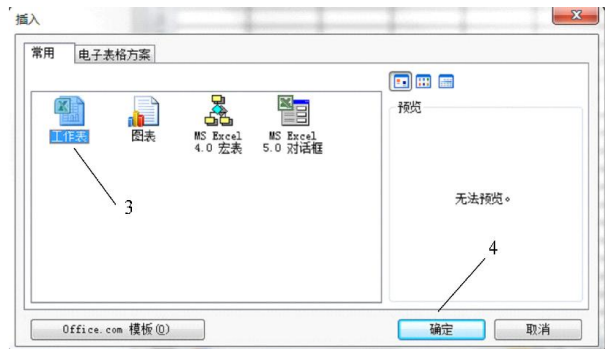 插入
常用 电子表格方案
工作表
图表
MS Excel
4.0 宏表
MS Excel
5.0 对话框
预览
无法预览。
3
4
Office.com 模板(O)
确定
取消